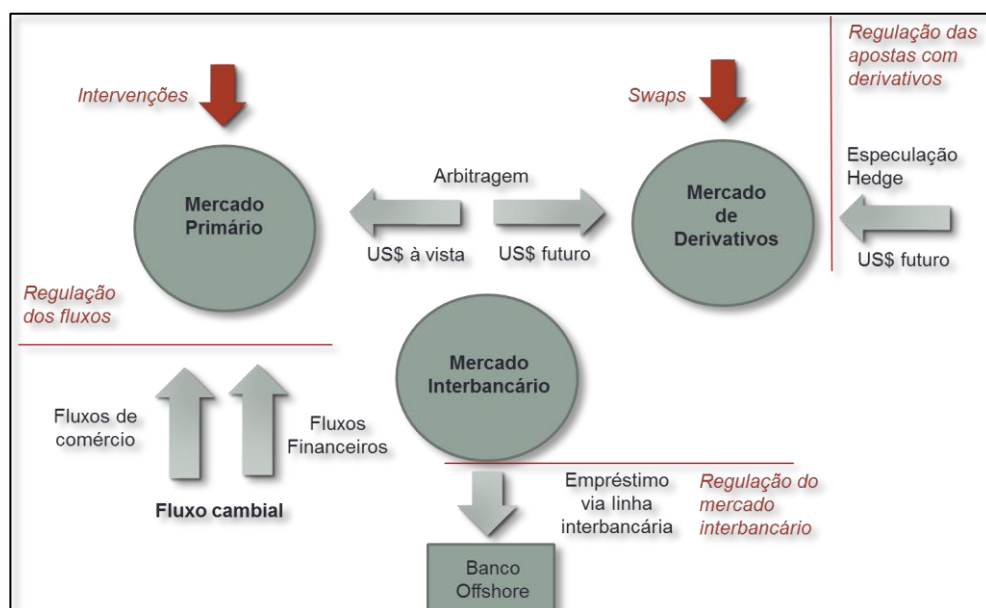 Regulação das
apostas com
derivativos
Intervenções
Swaps
Mercado
Primário
Arbitragem
US$ à vista
US$ futuro
Mercado
de
Derivativos
Especulação
Hedge
US$ futuro
Regulação
dos fluxos
Mercado
Interbancário
Fluxos de
comércio
Fluxos
Financeiros
Fluxo cambial
Empréstimo
via linha
interbancária
Regulação do
mercado
interbancário
Banco
Offshore